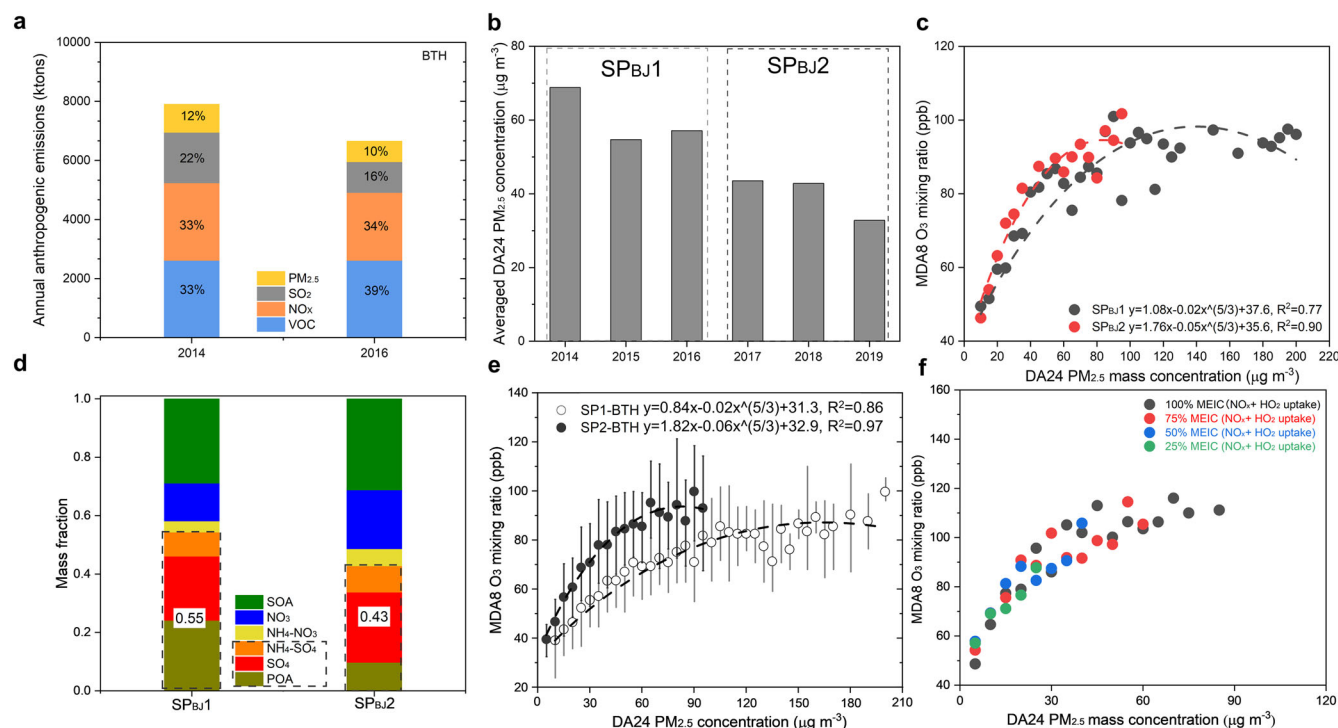 a
BTH
Annual anthropogenic emissions (ktons)
10000
8000
6000
4000
2000
0
12%
22%
33%
33%
10%
16%
34%
39%
PM2.5
SO2
NOX
VOC
2014
2016
b
Averaged DA24 PM2.5 concentration (μg m-3)
80
60
40
20
0
SPBJ1
SPBJ2
2014
2015
2016
2017
2018
2019
c
MDA8 O3 mixing ratio (ppb)
120
100
80
60
40
SPBJ1 y=1.08x-0.02x^(5/3)+37.6, R2=0.77
SPBJ2 y=1.76x-0.05x^(5/3)+35.6, R2=0.90
0 20 40 60 80 100 120 140 160 180 200 220
DA24 PM2.5 mass concentration (μg m-3)
d
Mass fraction
1.0
0.8
0.6
0.4
0.2
0.0
0.55
0.43
SOA
NO3
NH4-NO3
NH4-SO4
SO4
POA
SPBJ1
SPBJ2
e
MDA8 O3 mixing ratio (ppb)
140
120
100
80
60
40
20
SP1-BTH y=0.84x-0.02x^(5/3)+31.3, R2=0.86
SP2-BTH y=1.82x-0.06x^(5/3)+32.9, R2=0.97
0 30 60 90 120 150 180 210
DA24 PM2.5 concentration (μg m-3)
f
MDA8 O3 mixing ratio (ppb)
160
140
120
100
80
60
40
100% MEIC (NOx+ HO2 uptake)
75% MEIC (NOx+ HO2 uptake)
50% MEIC (NOx+ HO2 uptake)
25% MEIC (NOx+ HO2 uptake)
0 30 60 90 120
DA24 PM2.5 mass concentration (μg m-3)